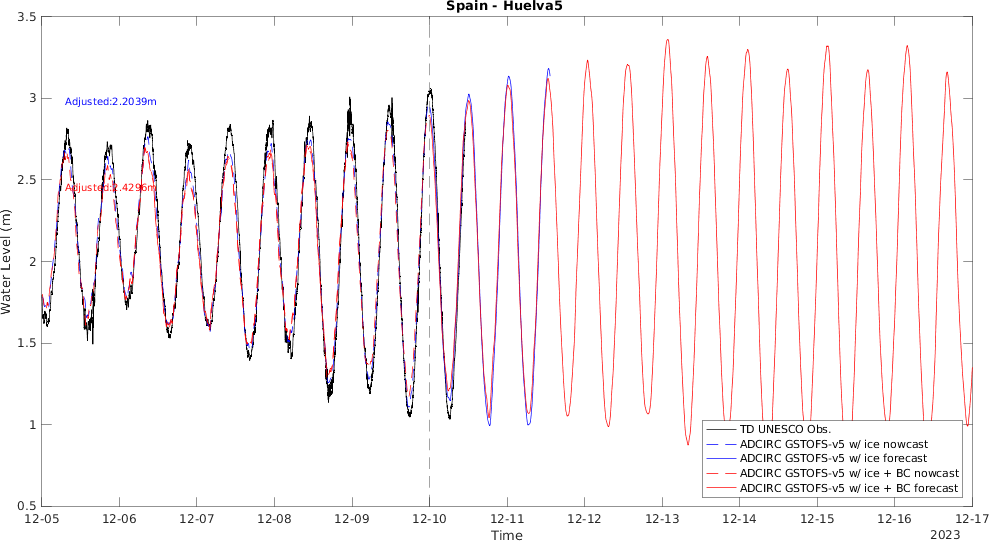 Spain - Huelva5
3.5
3
2.5
2
1.5
1
0.5
Water Level (m)
Adjusted:2.2039m
Adjusted:2.4296m
TD UNESCO Obs.
ADCIRC GSTOFS-v5 w/ ice nowcast
ADCIRC GSTOFS-v5 w/ ice forecast
ADCIRC GSTOFS-v5 w/ ice + BC nowcast
ADCIRC GSTOFS-v5 w/ ice + BC forecast
12-05 12-06 12-07 12-08 12-09 12-10 12-11 12-12 12-13 12-14 12-15 12-16 12-17
Time
2023